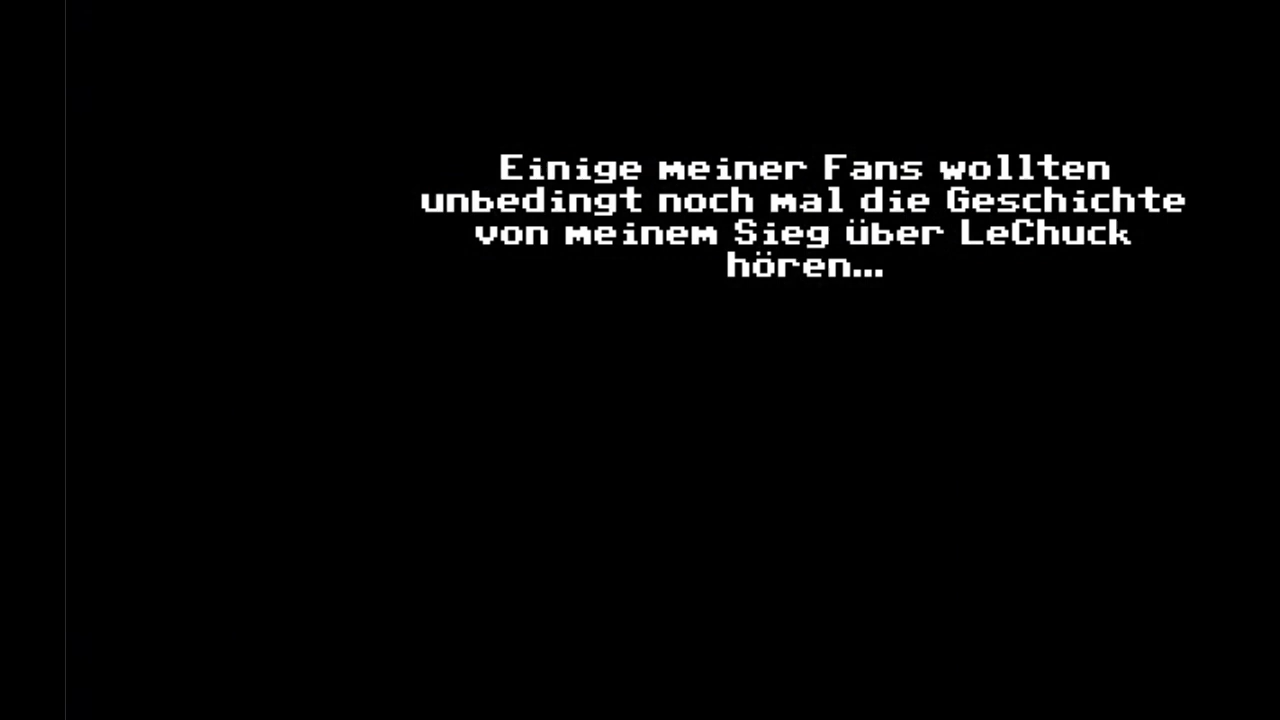 Einige meiner Fans wollten
unbedingt noch mal die Geschichte
von meinem Sieg über LeChuck
hören...